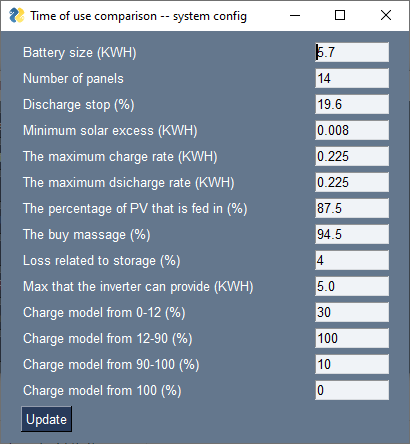 Time of use comparison -- system config
Battery size (KWH) 5.7
Number of panels 14
Discharge stop (%) 19.6
Minimum solar excess (KWH) 0.008
The maximum charge rate (KWH) 0.225
The maximum dsicharge rate (KWH) 0.225
The percentage of PV that is fed in (%) 87.5
The buy massage (%) 94.5
Loss related to storage (%) 4
Max that the inverter can provide (KWH) 5.0
Charge model from 0-12 (%) 30
Charge model from 12-90 (%) 100
Charge model from 90-100 (%) 10
Charge model from 100 (%) 0
Update